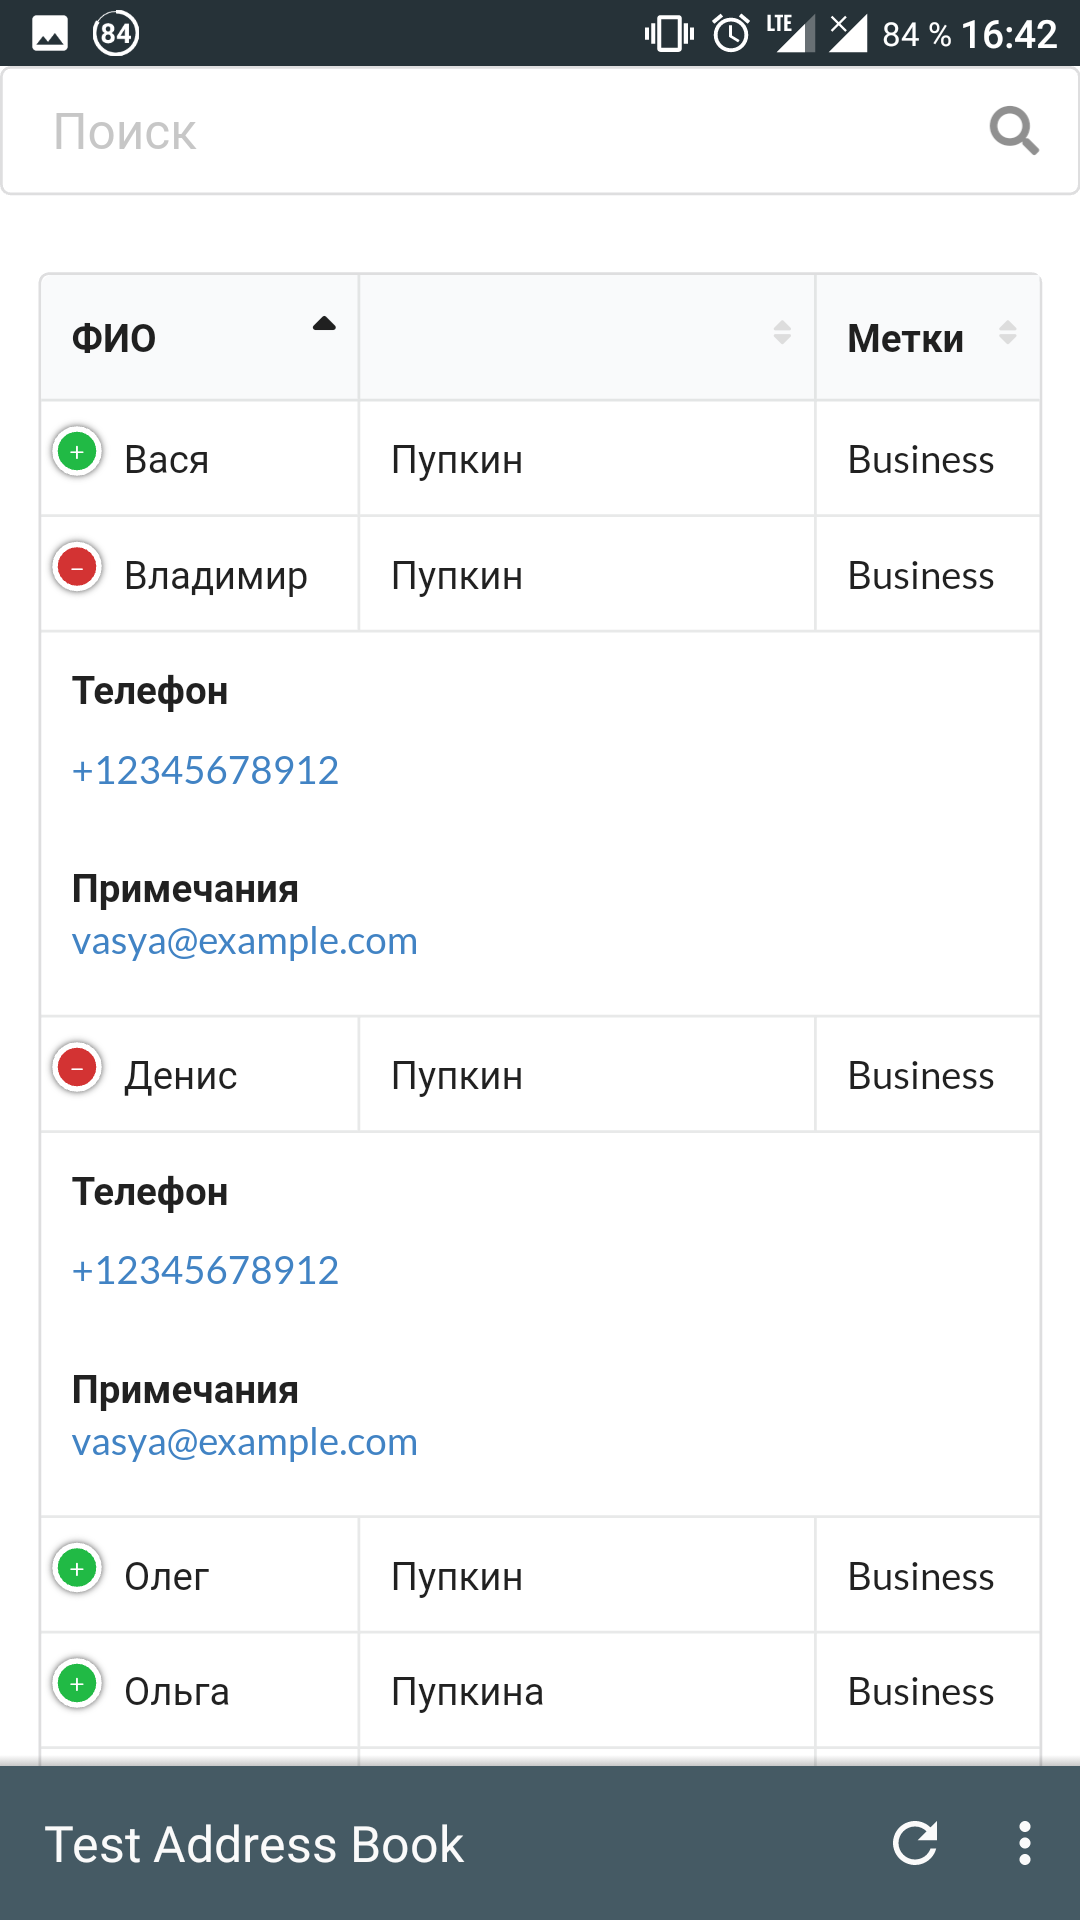 84 LTE 84 % 16:42
Поиск
ФИО Метки
+ Вася Пупкин Business
– Владимир Пупкин Business
Телефон
+12345678912
Примечания
vasya@example.com
– Денис Пупкин Business
Телефон
+12345678912
Примечания
vasya@example.com
+ Олег Пупкин Business
+ Ольга Пупкина Business
Test Address Book